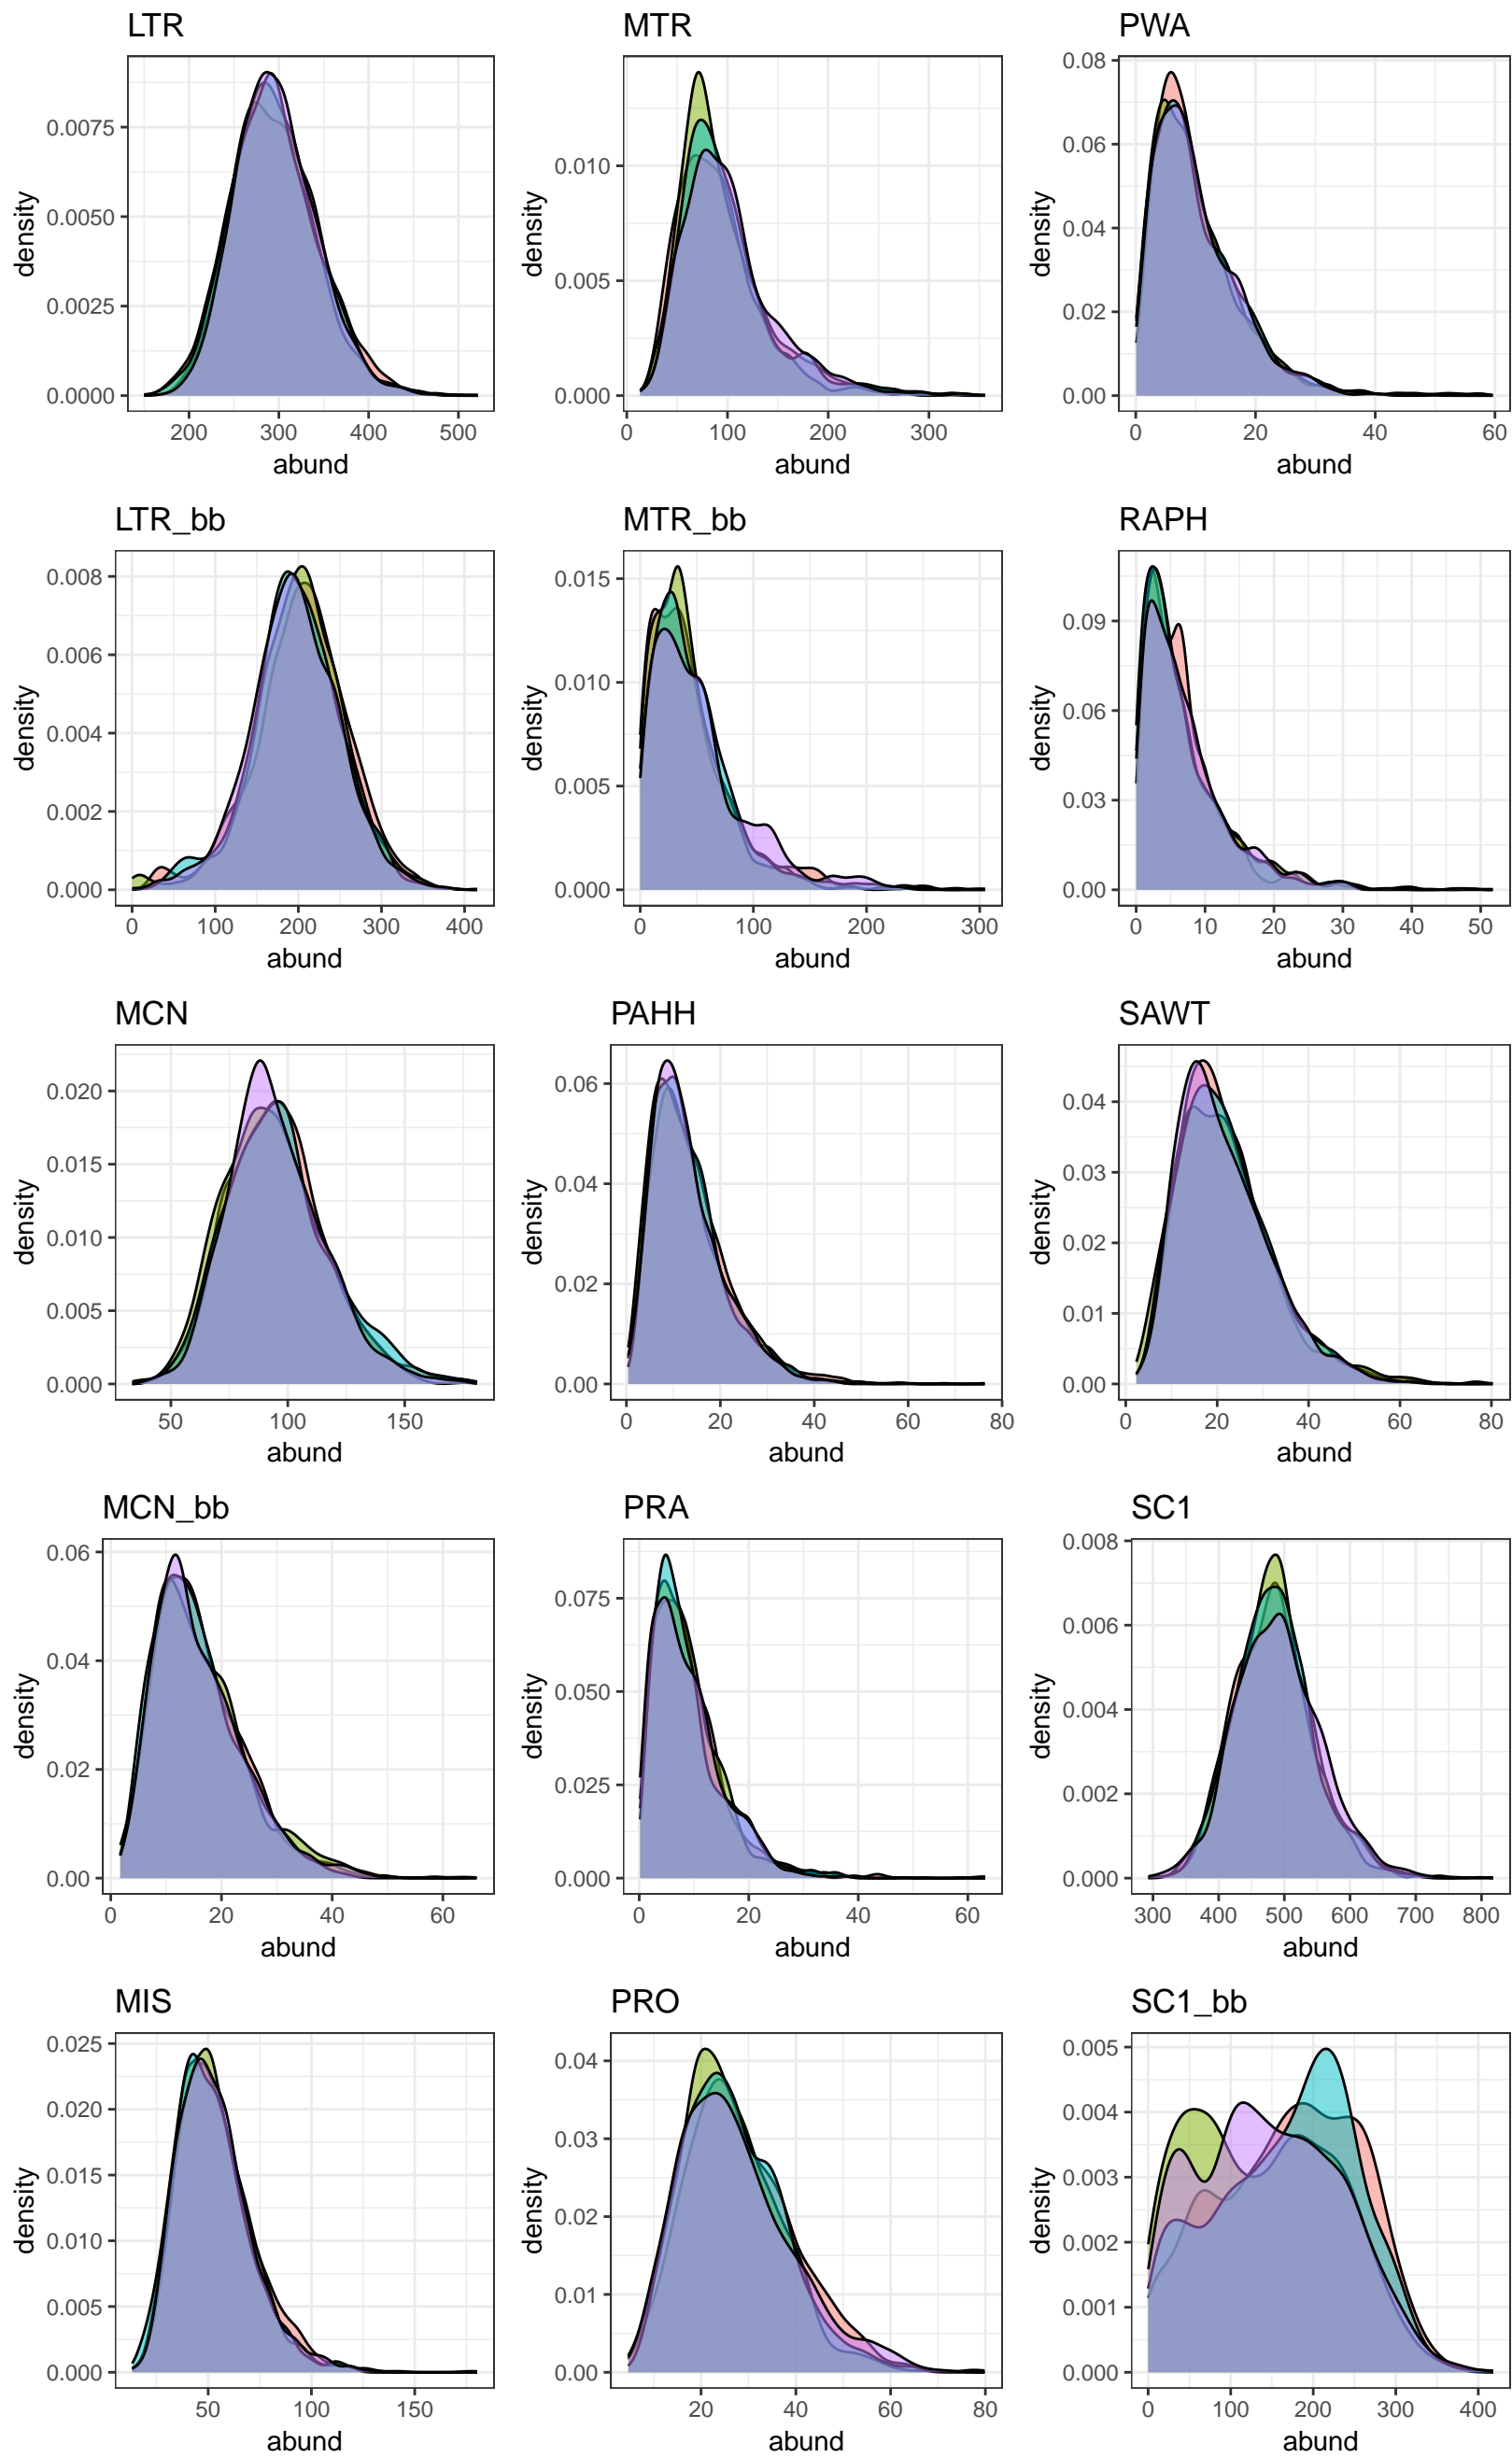 LTR
0.0075
0.0050
0.0025
0.0000
density
200 300 400 500
abund
MTR
0.010
0.005
0.000
density
0 100 200 300
abund
PWA
0.08
0.06
0.04
0.02
0.00
density
0 20 40 60
abund
LTR_bb
0.008
0.006
0.004
0.002
0.000
density
0 100 200 300 400
abund
MTR_bb
0.015
0.010
0.005
0.000
density
0 100 200 300
abund
RAPH
0.09
0.06
0.03
0.00
density
0 10 20 30 40 50
abund
MCN
0.020
0.015
0.010
0.005
0.000
density
50 100 150
abund
PAHH
0.06
0.04
0.02
0.00
density
0 20 40 60 80
abund
SAWT
0.04
0.03
0.02
0.01
0.00
density
0 20 40 60 80
abund
MCN_bb
0.06
0.04
0.02
0.00
density
0 20 40 60
abund
PRA
0.075
0.050
0.025
0.000
density
0 20 40 60
abund
SC1
0.008
0.006
0.004
0.002
0.000
density
300 400 500 600 700 800
abund
MIS
0.025
0.020
0.015
0.010
0.005
0.000
density
50 100 150
abund
PRO
0.04
0.03
0.02
0.01
0.00
density
20 40 60 80
abund
SC1_bb
0.005
0.004
0.003
0.002
0.001
0.000
density
0 100 200 300 400
abund